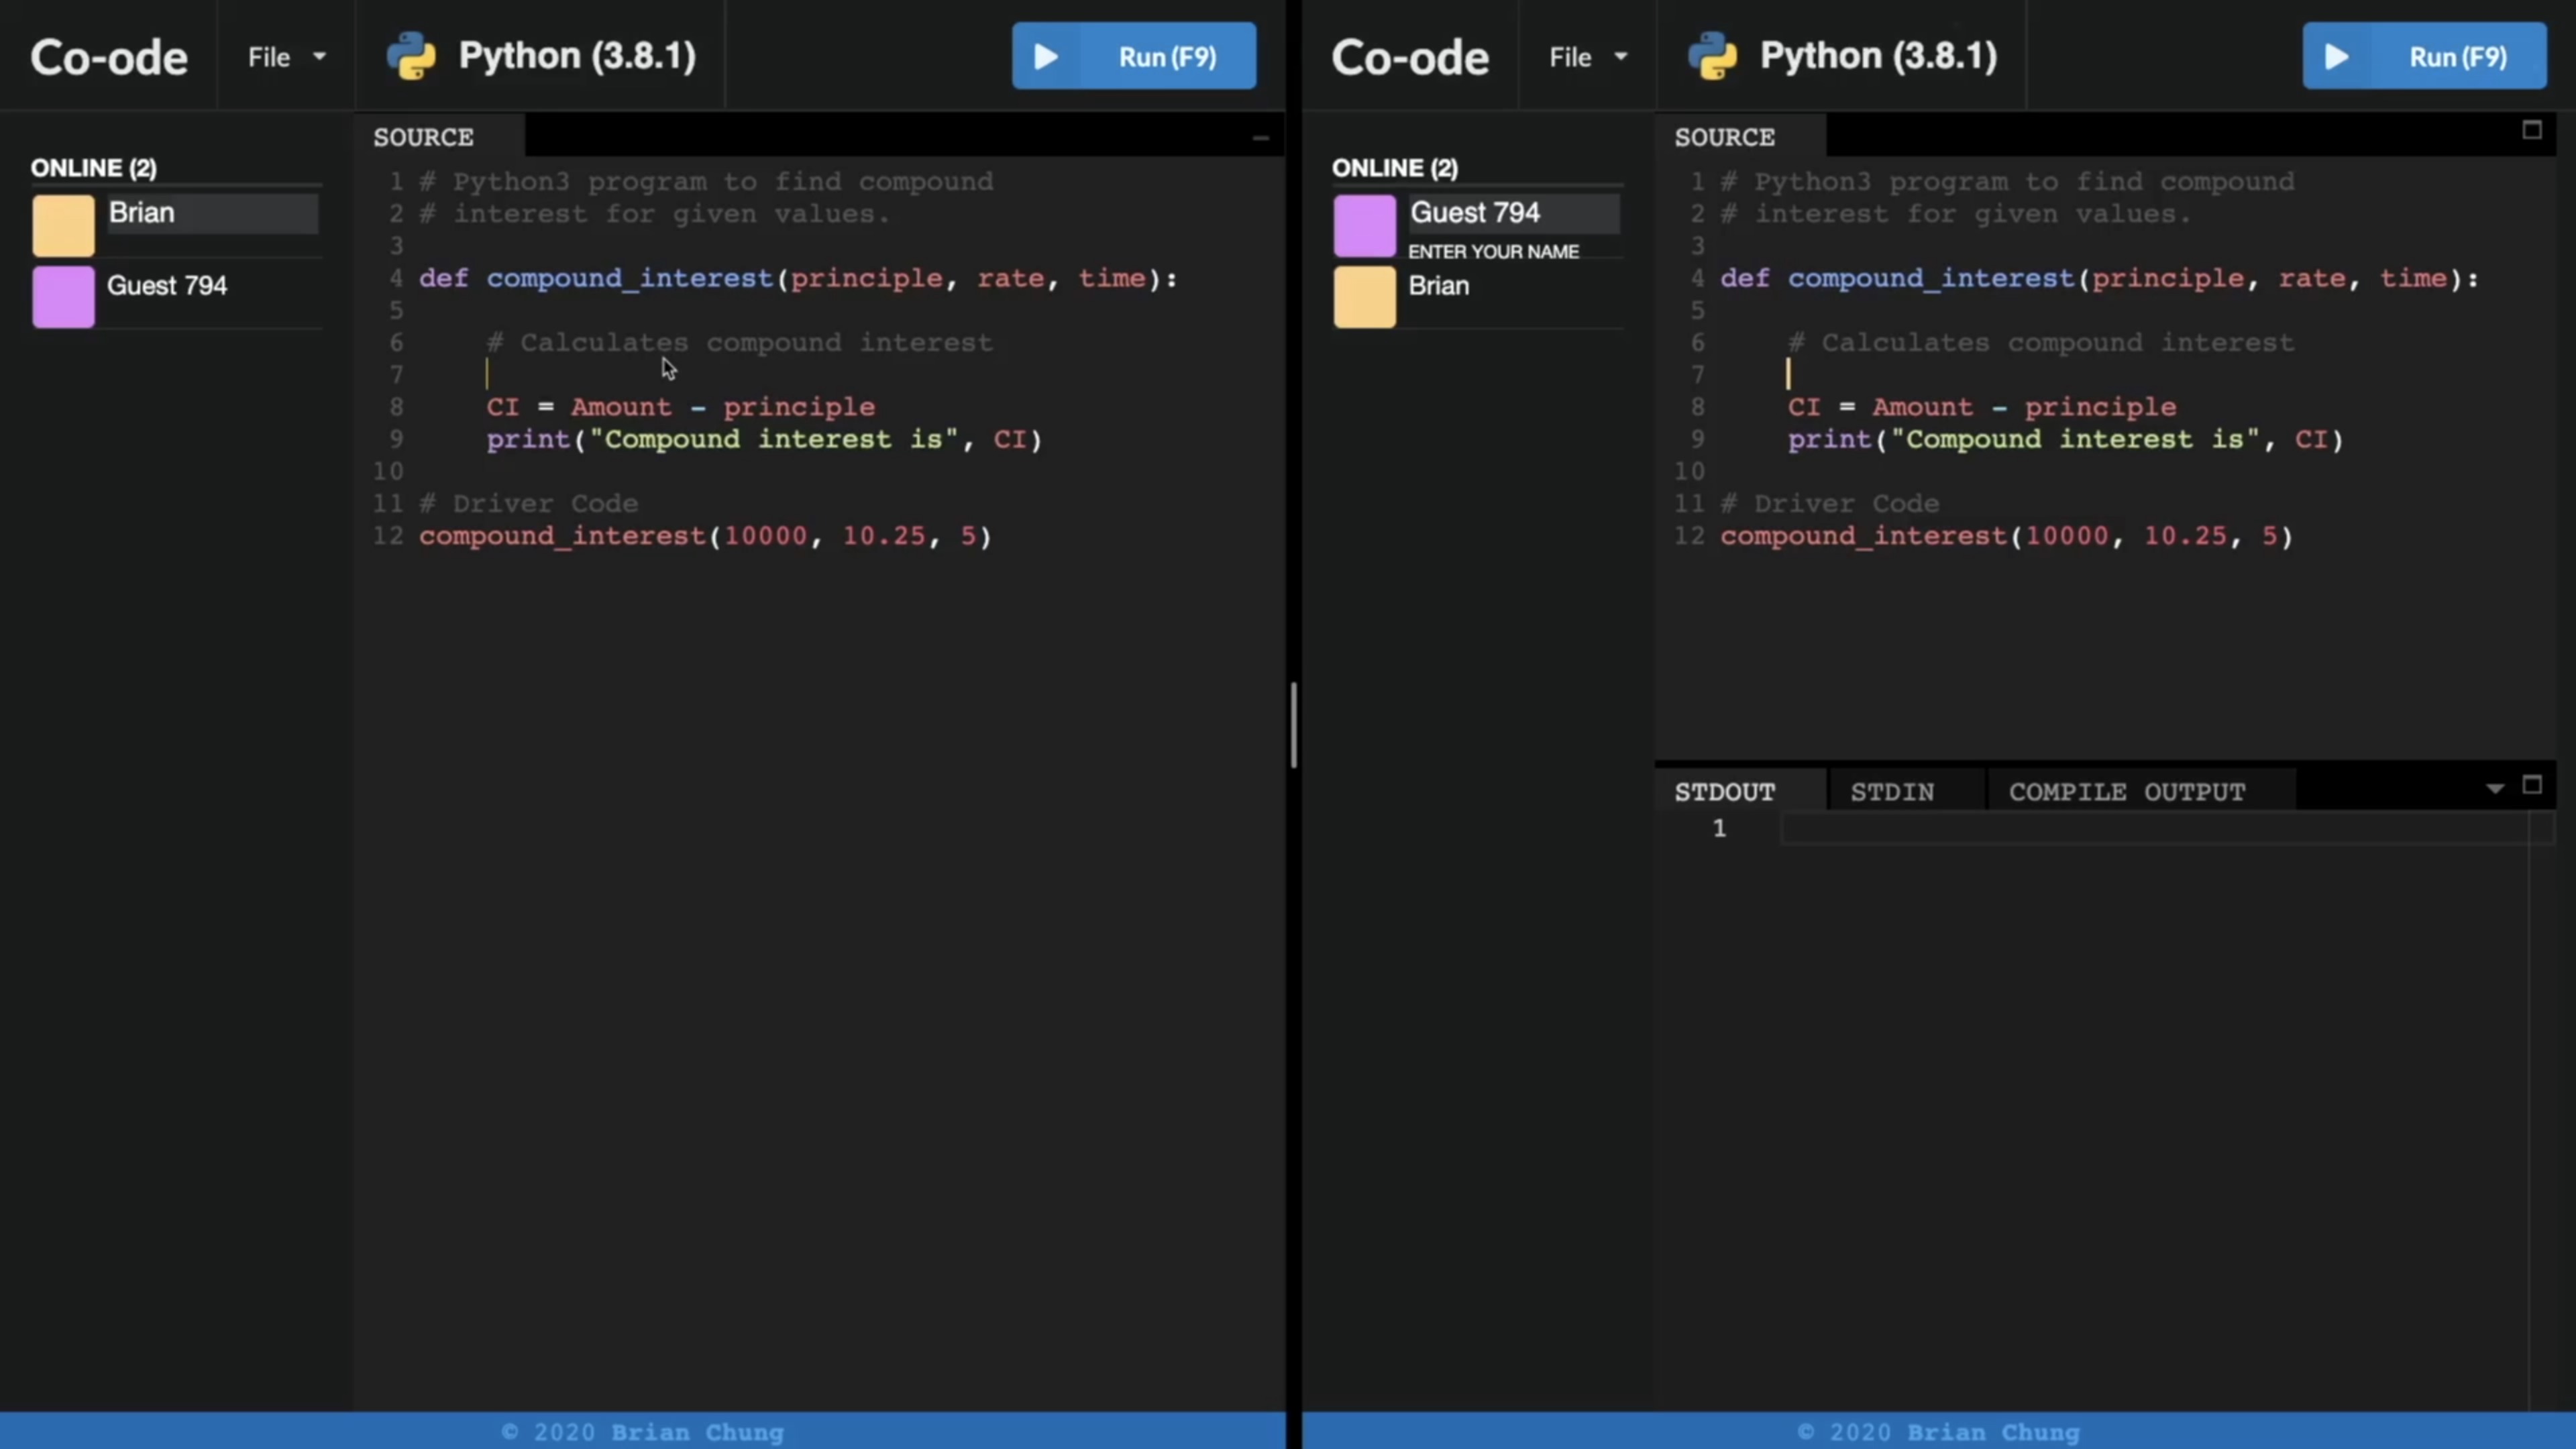 Co-ode File Python (3.8.1) Run (F9)
ONLINE (2)
Brian
Guest 794
SOURCE
1 # Python3 program to find compound
2 # interest for given values.
3
4 def compound_interest(principle, rate, time):
5
6     # Calculates compound interest
7
8     CI = Amount - principle
9     print("Compound interest is", CI)
10
11 # Driver Code
12 compound_interest(10000, 10.25, 5)
© 2020 Brian Chung
Co-ode File Python (3.8.1) Run (F9)
ONLINE (2)
Guest 794
ENTER YOUR NAME
Brian
SOURCE
1 # Python3 program to find compound
2 # interest for given values.
3
4 def compound_interest(principle, rate, time):
5
6     # Calculates compound interest
7
8     CI = Amount - principle
9     print("Compound interest is", CI)
10
11 # Driver Code
12 compound_interest(10000, 10.25, 5)
STDOUT STDIN COMPILE OUTPUT
1
© 2020 Brian Chung